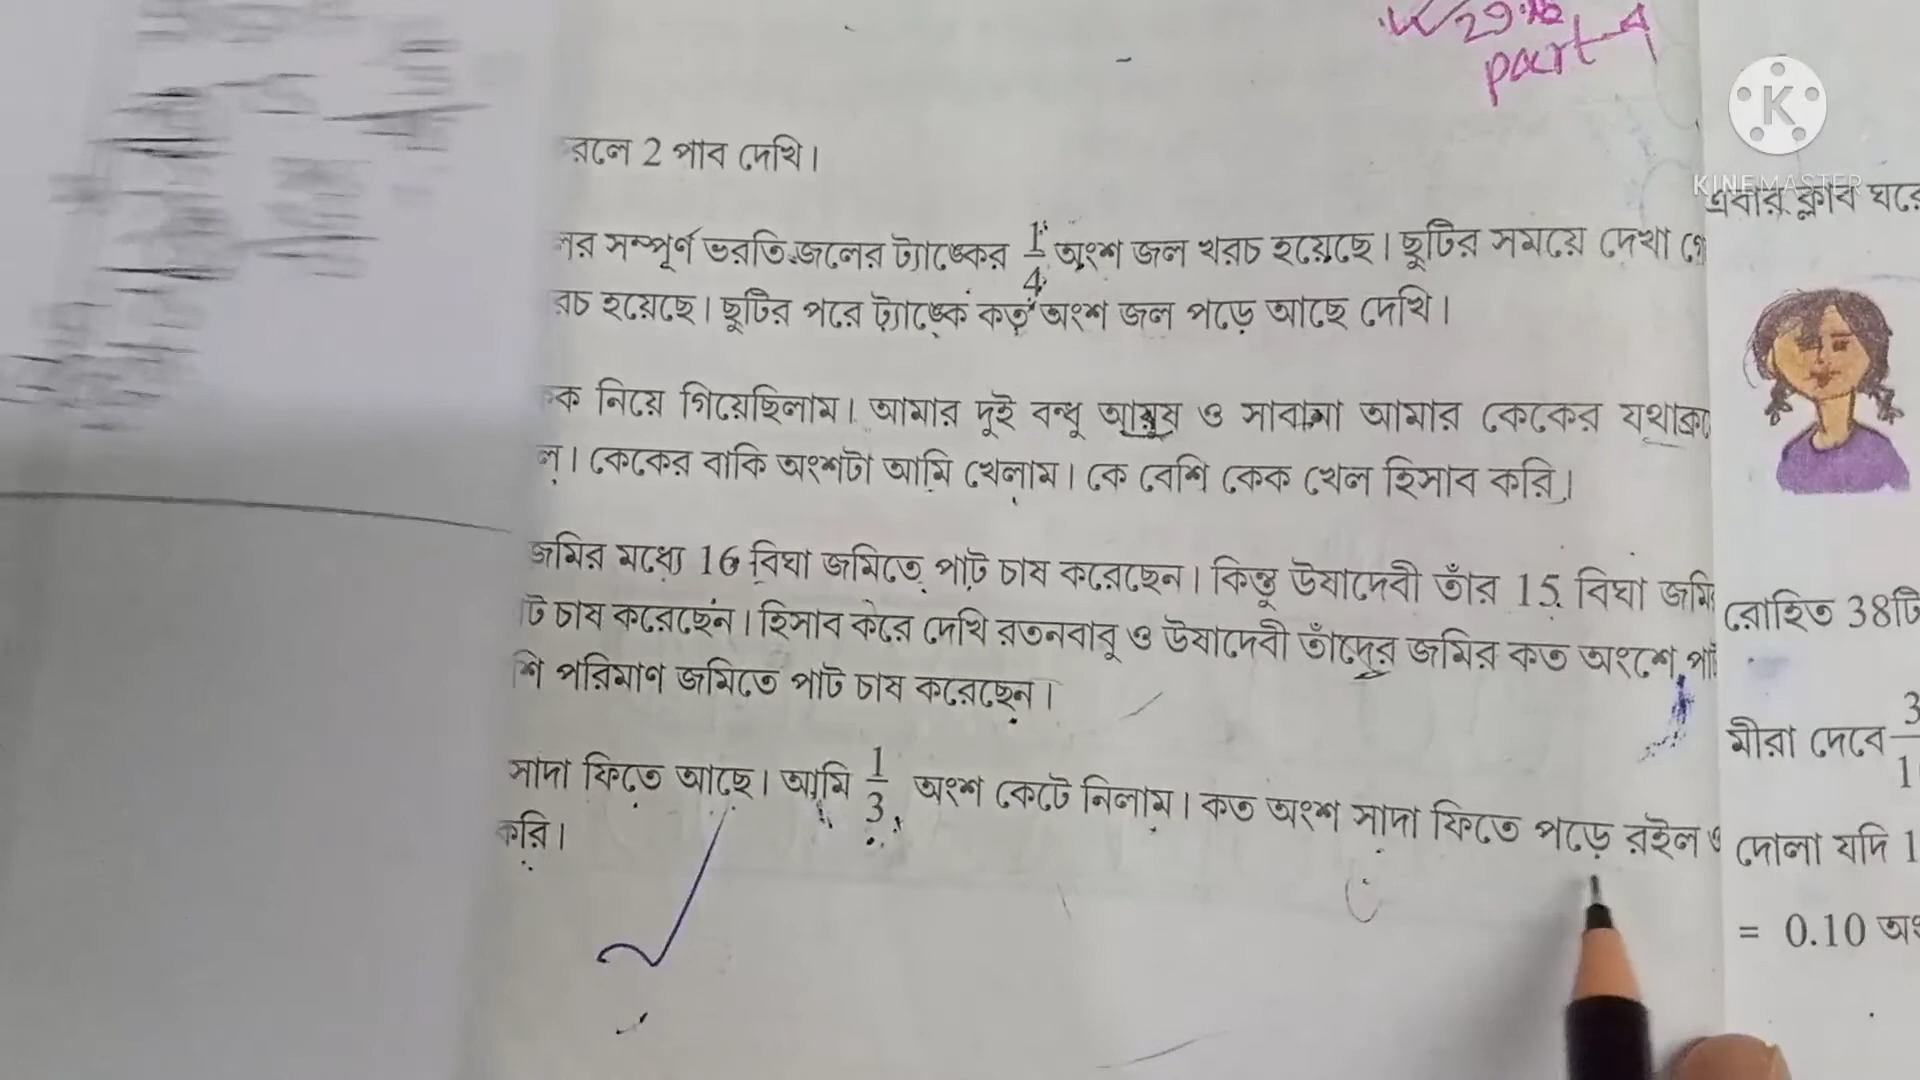 part-4
KINEMASTER
রলে 2 পাব দেখি।
নর সম্পূর্ণ ভরতি জলের ট্যাঙ্কের 1/4 অংশ জল খরচ হয়েছে। ছুটির সময়ে দেখা
রচ হয়েছে। ছুটির পরে ট্যাঙ্কে কত অংশ জল পড়ে আছে দেখি।
ক নিয়ে গিয়েছিলাম। আমার দুই বন্ধু আয়ুষ ও সাবানা আমার কেকের যথাক্র
ল। কেকের বাকি অংশটা আমি খেলাম। কে বেশি কেক খেল হিসাব করি।
জমির মধ্যে 16 বিঘা জমিতে পাট চাষ করেছেন। কিন্তু উষাদেবী তাঁর 15 বিঘা জমি
ট চাষ করেছেন। হিসাব করে দেখি রতনবাবু ও উষাদেবী তাঁদের জমির কত অংশে পা
শি পরিমাণ জমিতে পাট চাষ করেছেন।
সাদা ফিতে আছে। আমি 1/3 অংশ কেটে নিলাম। কত অংশ সাদা ফিতে পড়ে রইল ও
করি।
এবার ক্লাব ঘরে
রোহিত 38টি
মীরা দেবে 3/1
দোলা যদি 1
= 0.10 অং